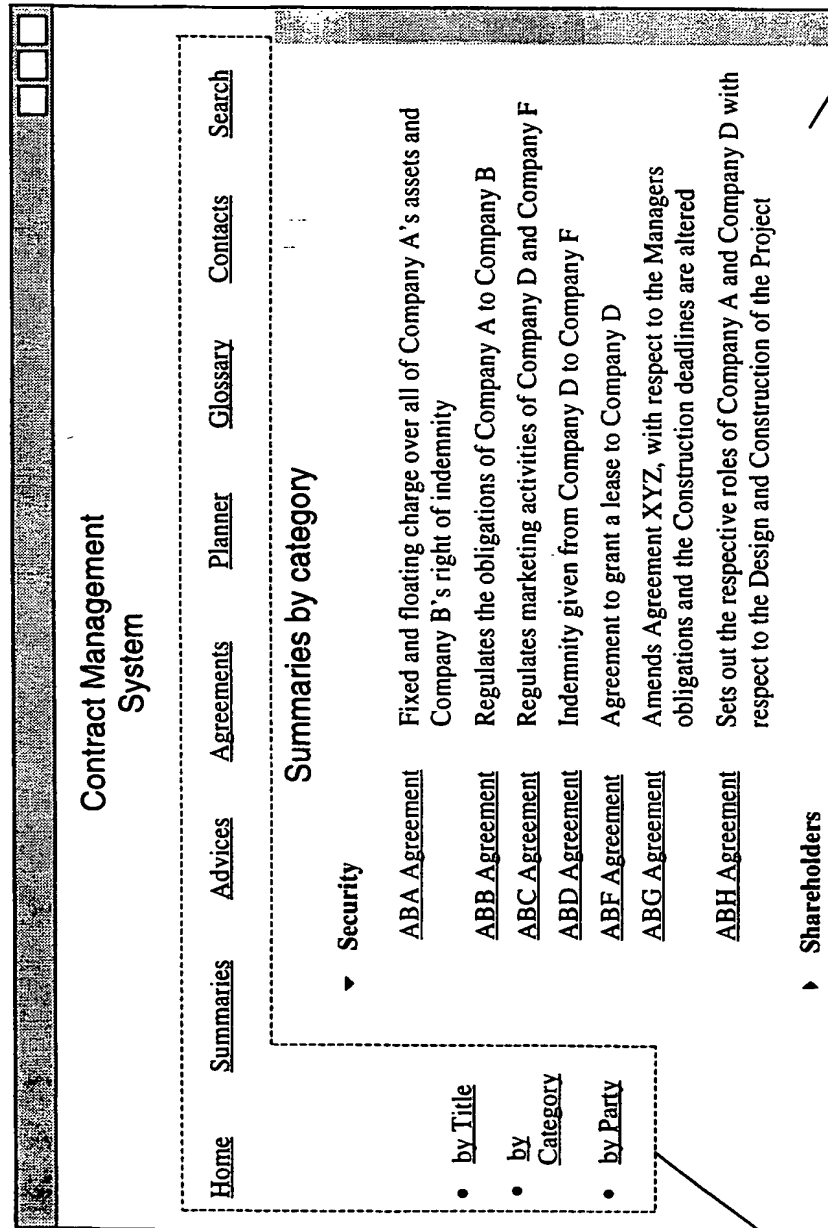 Contract Management
System
Home Summaries Advices Agreements Planner Glossary Contacts Search
Summaries by category
• by Title
• by
Category
• by Party
Security
ABA Agreement Fixed and floating charge over all of Company A's assets and
Company B's right of indemnity
ABB Agreement Regulates the obligations of Company A to Company B
ABC Agreement Regulates marketing activities of Company D and Company F
ABD Agreement Indemnity given from Company D to Company F
ABF Agreement Agreement to grant a lease to Company D
ABG Agreement Amends Agreement XYZ, with respect to the Managers
obligations and the Construction deadlines are altered
ABH Agreement Sets out the respective roles of Company A and Company D with
respect to the Design and Construction of the Project
Shareholders